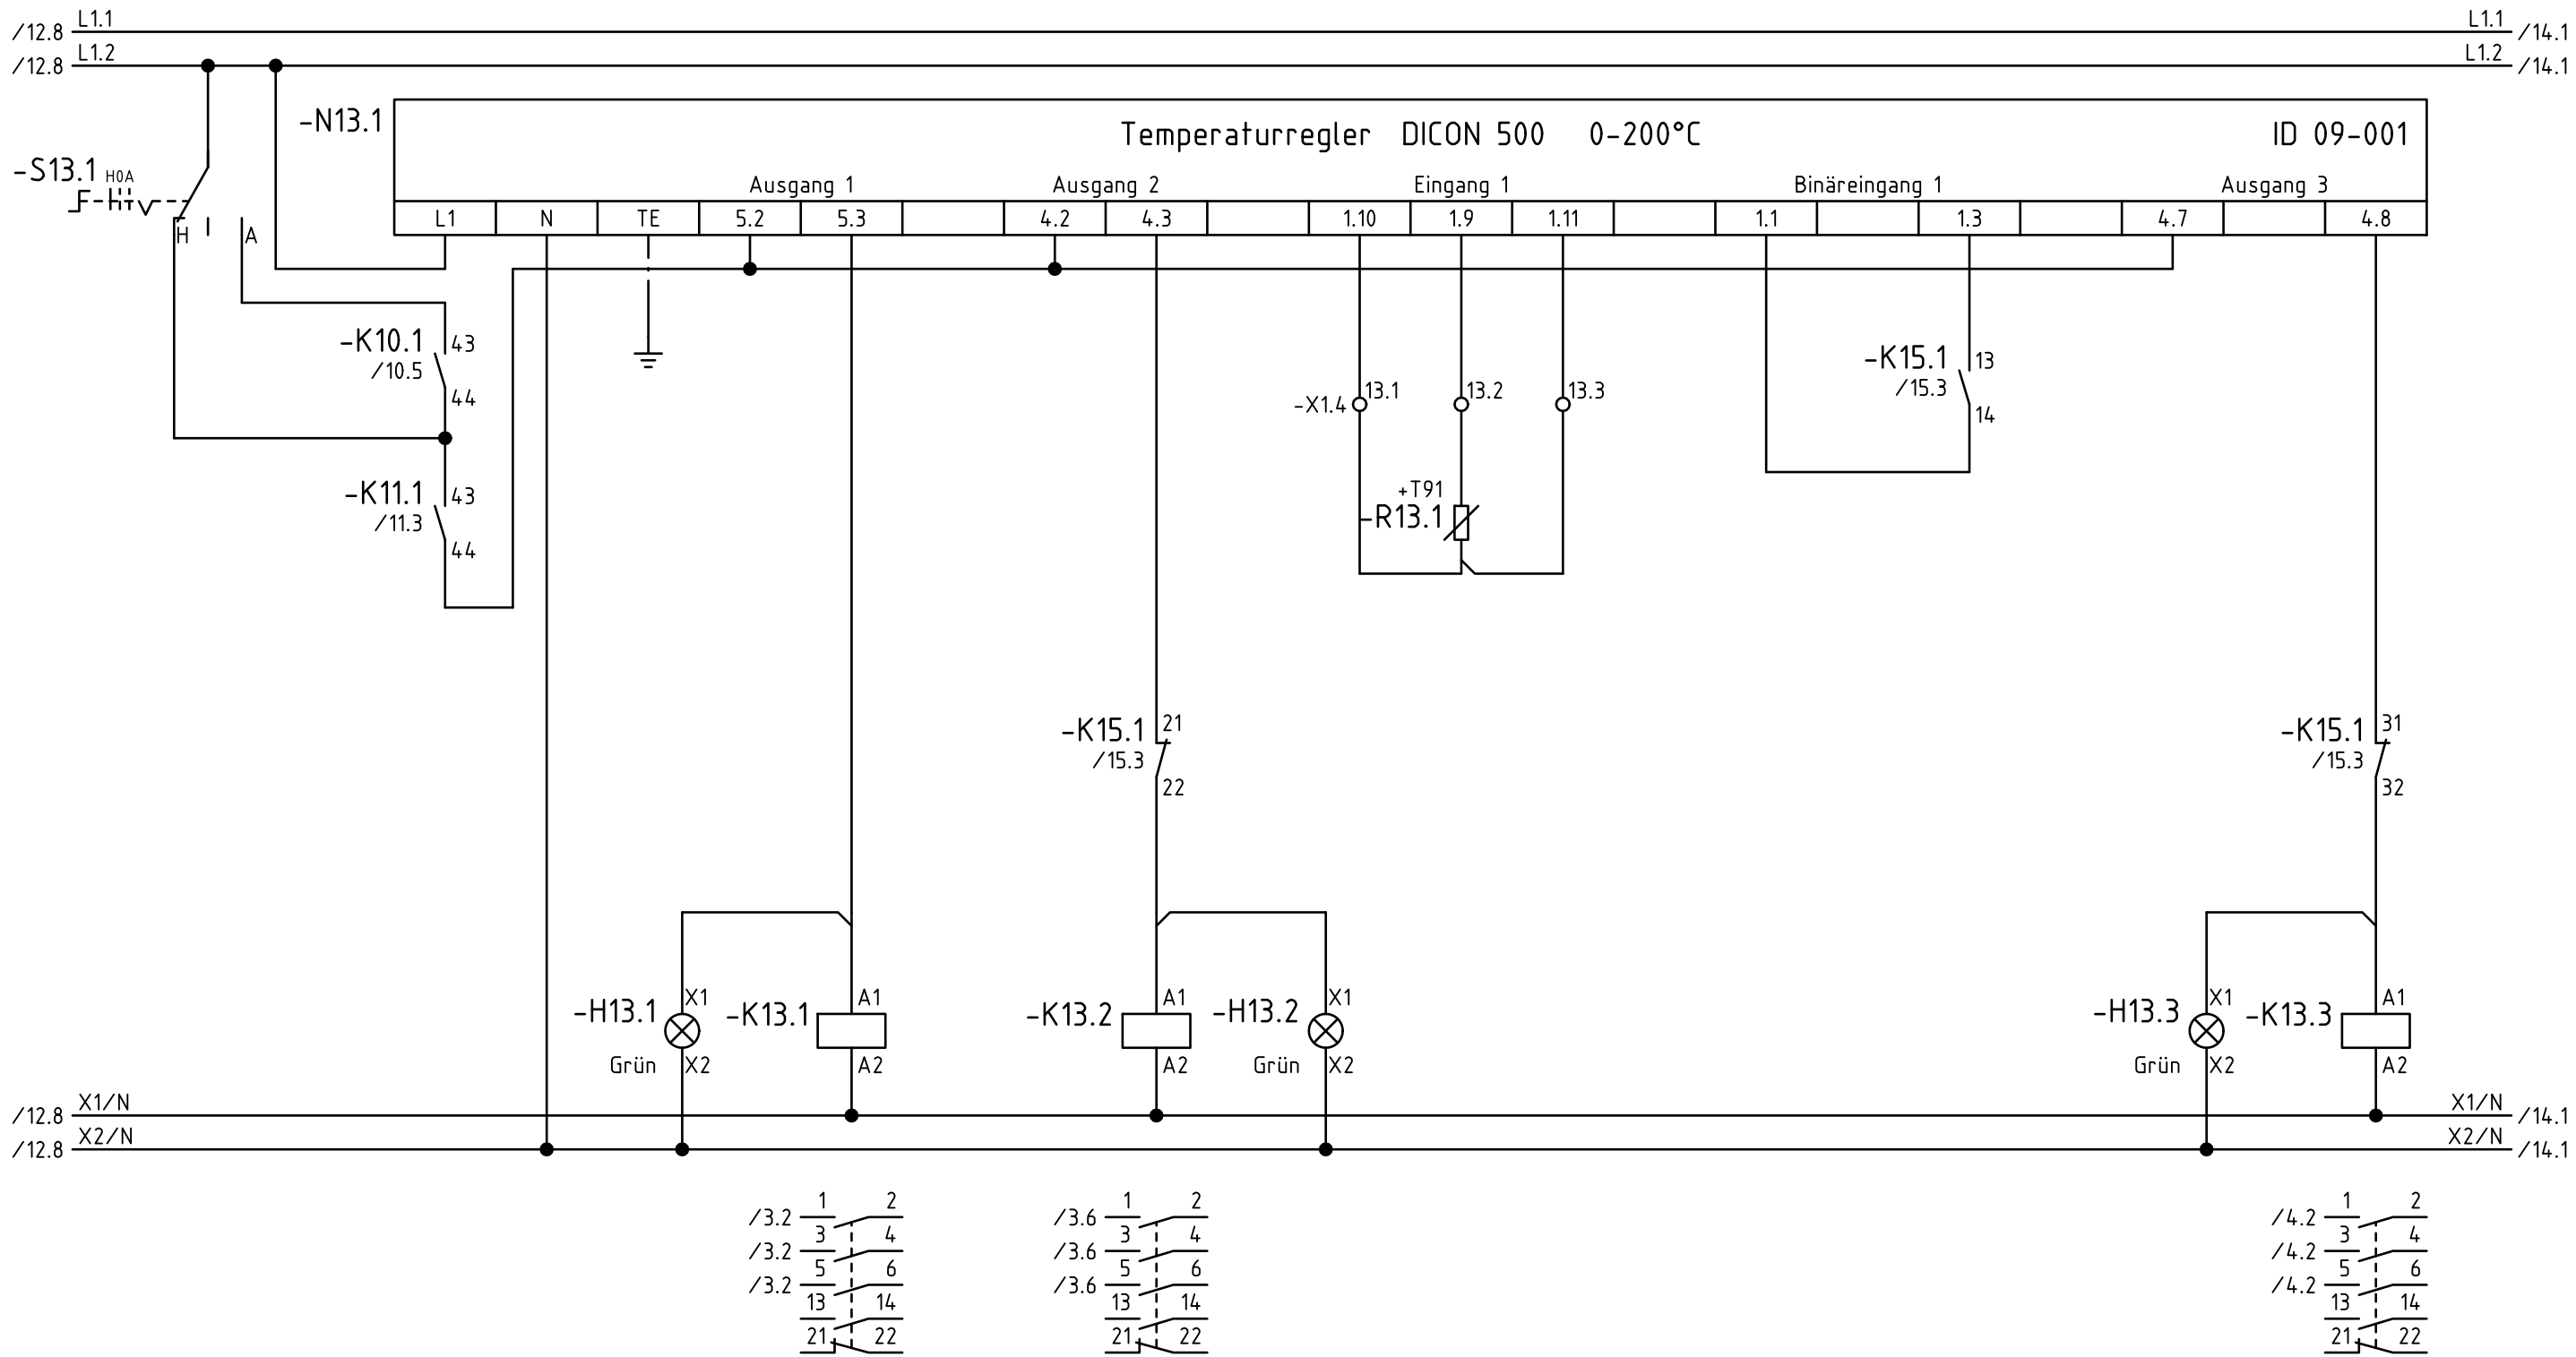 L1.1 L1.1
/12.8 /14.1
L1.2 L1.2
/12.8 /14.1
-N13.1 Temperaturregler DICON 500 0-200°C ID 09-001
-S13.1 H0A
Ausgang 1 Ausgang 2 Eingang 1 Binäreingang 1 Ausgang 3
L1 N TE 5.2 5.3 4.2 4.3 1.10 1.9 1.11 1.1 1.3 4.7 4.8
H A
-K10.1 43
/10.5
44
-K15.1 13
/15.3
14
-X1.4 13.1 13.2 13.3
-K11.1 43
/11.3
44
+T91
-R13.1
-K15.1 21
/15.3
22
-K15.1 31
/15.3
32
-H13.1 X1 -K13.1 A1 -K13.2 A1 -H13.2 X1 -H13.3 X1 -K13.3 A1
Grün X2 A2 A2 Grün X2 Grün X2 A2
X1/N X1/N
/12.8 /14.1
X2/N X2/N
/12.8 /14.1
1 2 1 2 1 2
/3.2 /3.6 /4.2
3 4 3 4 3 4
/3.2 /3.6 /4.2
5 6 5 6 5 6
/3.2 /3.6 /4.2
13 14 13 14 13 14
21 22 21 22 21 22